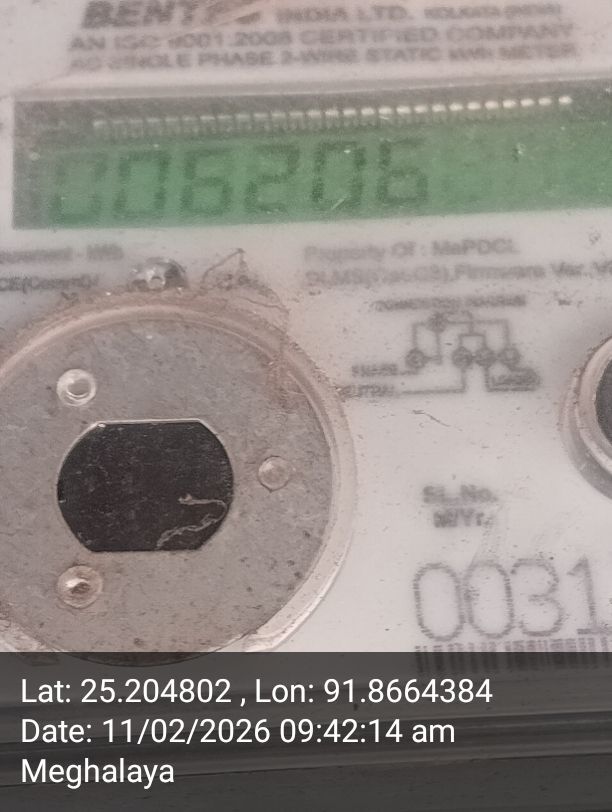 INDIA LTD.
AN ISO 9001:2008 CERTIFIED COMPANY
AC SINGLE PHASE 2-WIRE STATIC kWh METER
006206
Property Of : MePDCL
Firmware Ver.
SL.No.
M/Yr.
0031
Lat: 25.204802 , Lon: 91.8664384
Date: 11/02/2026 09:42:14 am
Meghalaya